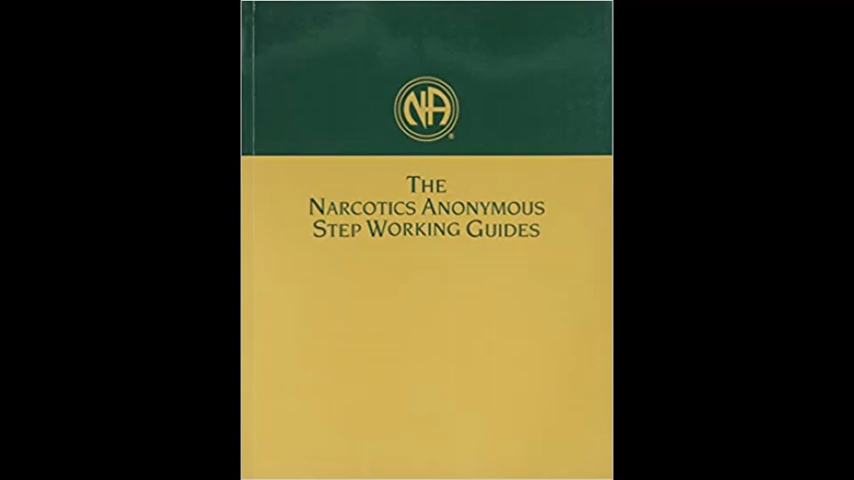 NA®
THE
NARCOTICS ANONYMOUS
STEP WORKING GUIDES